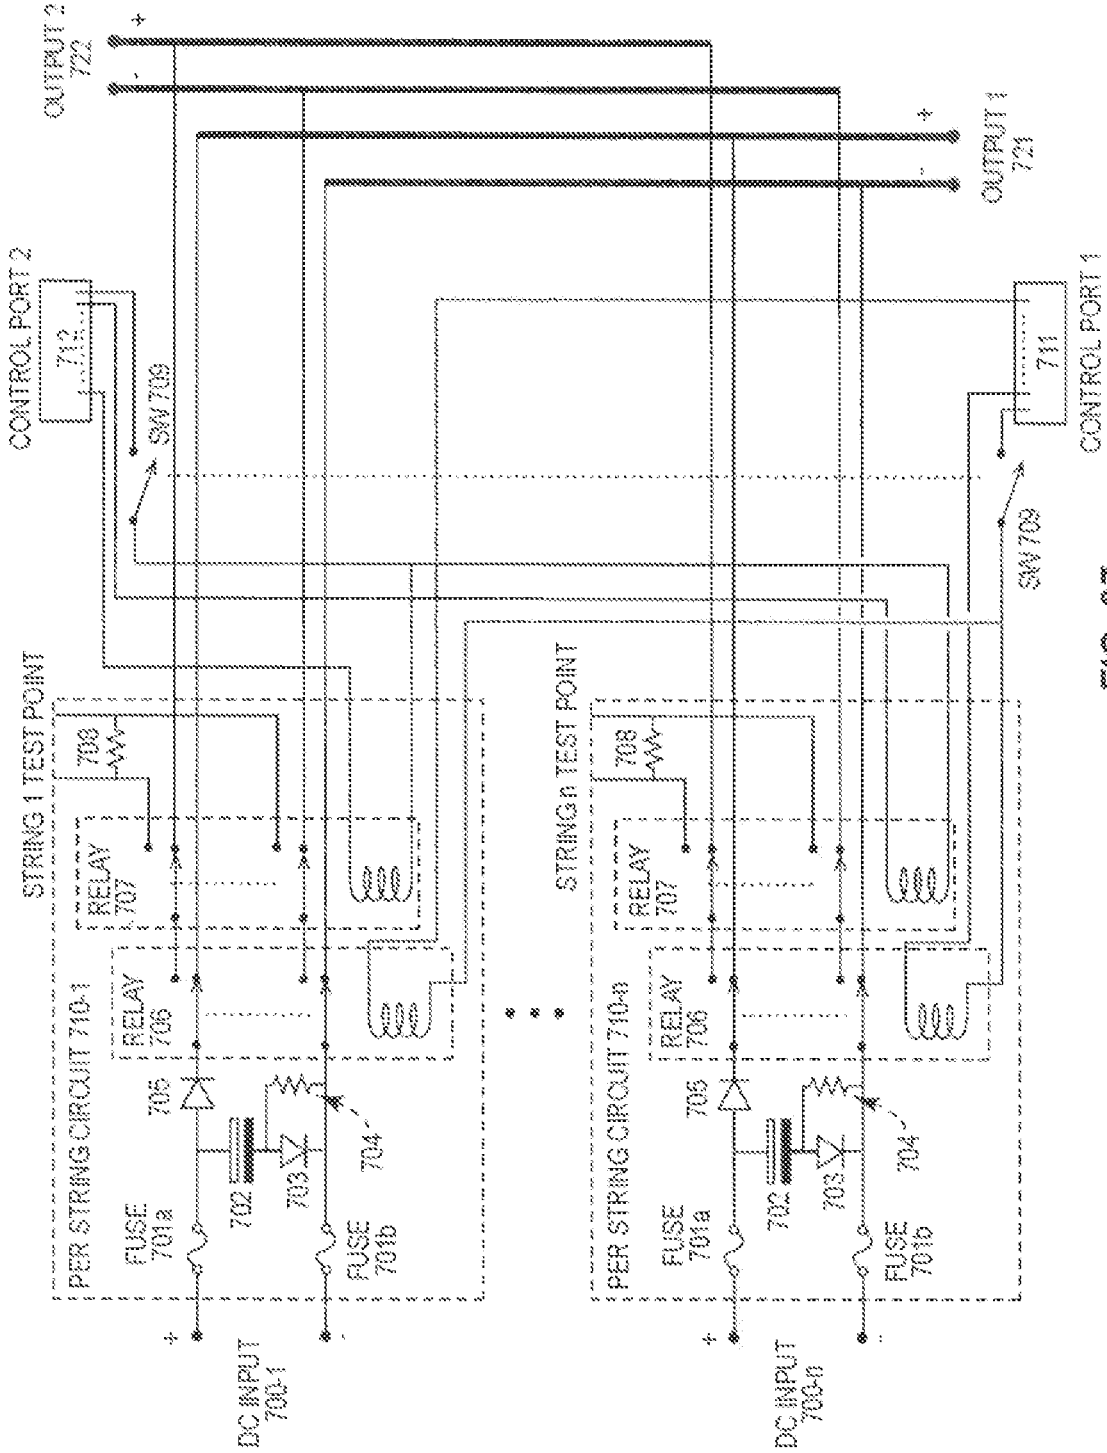 OUTPUT 2
722
+
-
CONTROL PORT 2
712
SW 709
+
-
OUTPUT 1
721
CONTROL PORT 1
711
SW 709
STRING 1 TEST POINT
708
RELAY
707
RELAY
706
PER STRING CIRCUIT 710-1
705
FUSE
701a
702
703
704
FUSE
701b
+
-
DC INPUT
700-1
STRING n TEST POINT
708
RELAY
707
RELAY
706
PER STRING CIRCUIT 710-n
705
FUSE
701a
702
703
704
FUSE
701b
+
-
DC INPUT
700-n